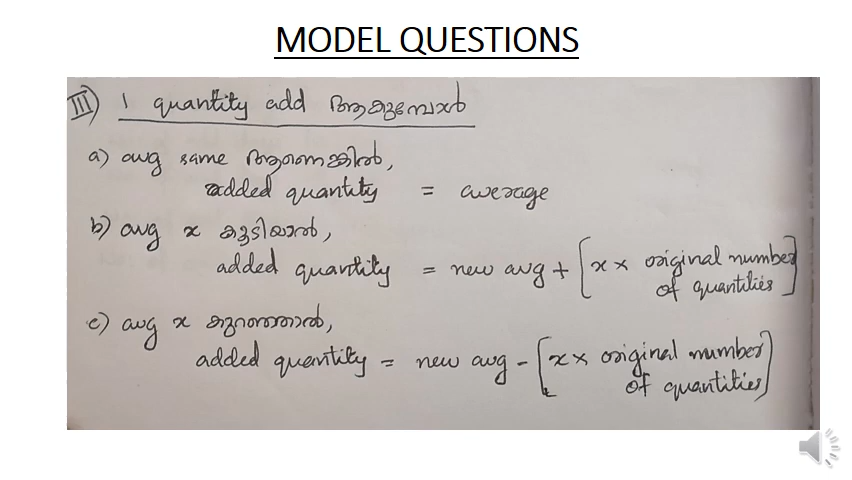 MODEL QUESTIONS
III) 1 quantity add ആകുമ്പോൾ
a) avg same ആണെങ്കിൽ,
added quantity = average
b) avg x കൂടിയാൽ,
added quantity = new avg + [x × original number
of quantities]
c) avg x കുറഞ്ഞാൽ,
added quantity = new avg - [x × original number
of quantities]